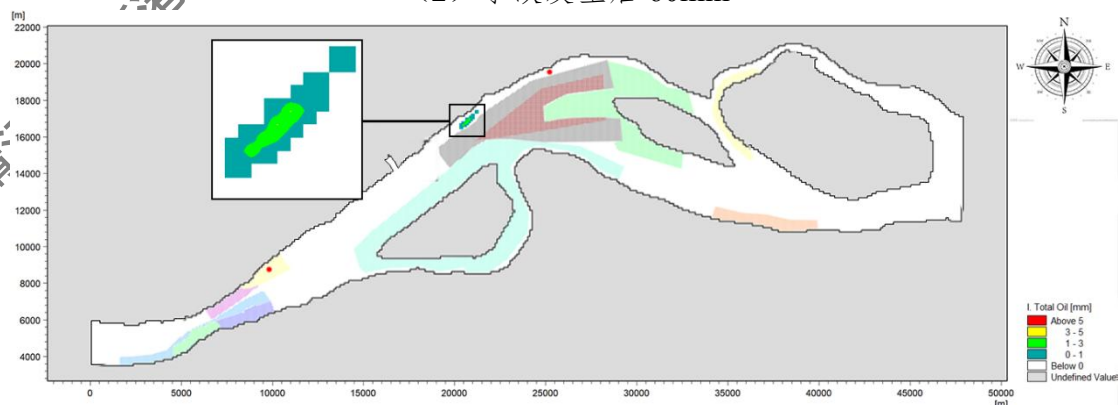 [m]
22000
20000
18000
16000
14000
12000
10000
8000
6000
4000
0 5000 10000 15000 20000 25000 30000 35000 40000 45000 50000
[m]
N
W E
S
I. Total Oil [mm]
Above 5
3 - 5
1 - 3
0 - 1
Below 0
Undefined Value